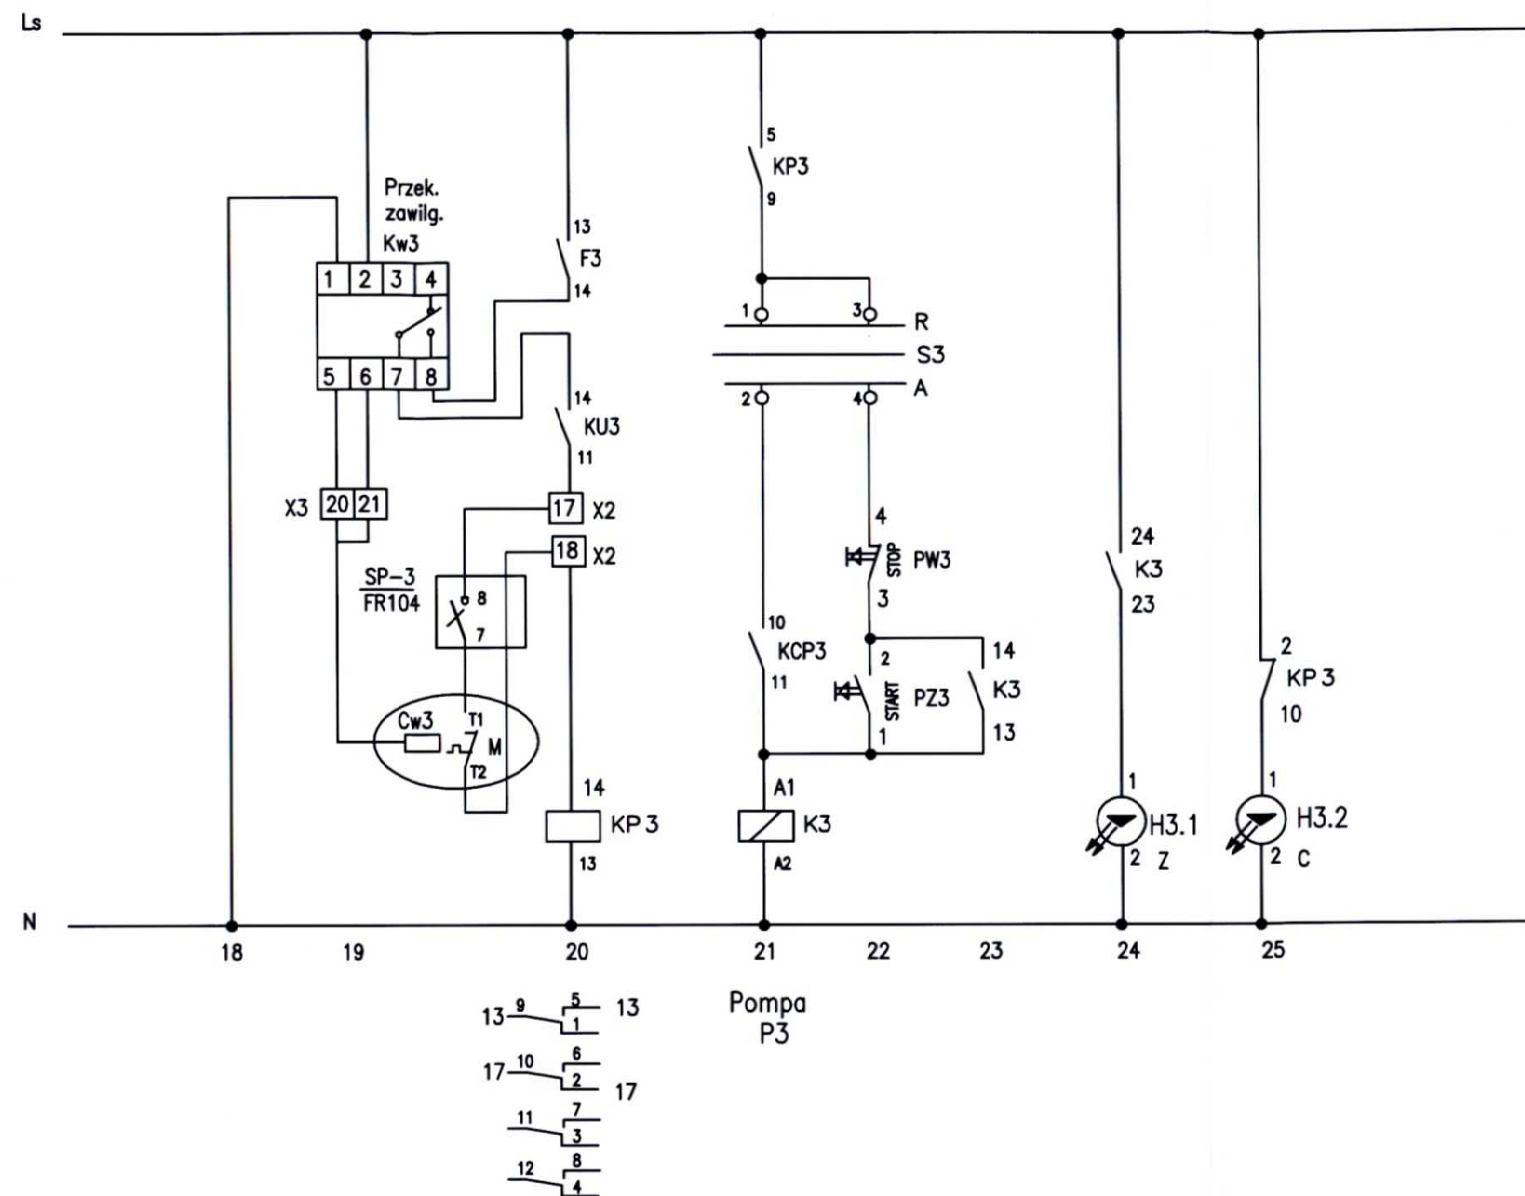 Ls
5
KP3
9
Przek.
zawilg.
Kw3
13
F3
14
1 2 3 4
5 6 7 8
1 3 R
S3
A
2 4
14
KU3
11
X3 20 21
17 X2
18 X2
SP-3
FR104
8
7
4
STOP PW3
3
24
K3
23
10
KCP3
11
2
START PZ3
1
14
K3
13
2
KP3
10
Cw3 T1
M
T2
14
KP3
13
A1
K3
A2
1
H3.1
2 Z
1
H3.2
2 C
N
18 19 20 21 22 23 24 25
Pompa
P3
13 9 5 13
1
17 10 6
2 17
11 7
3
12 8
4